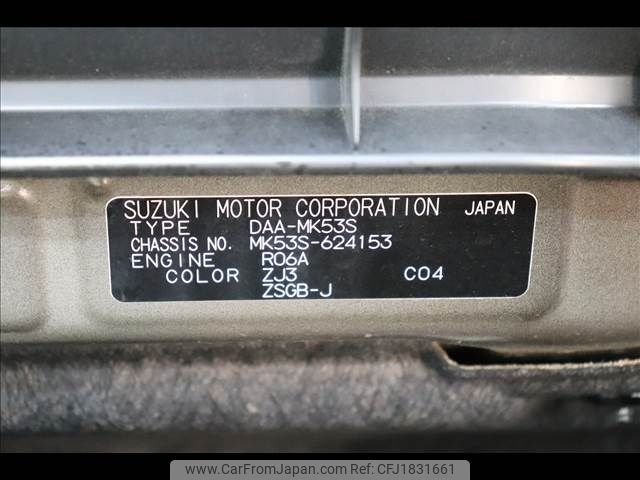 SUZUKI MOTOR CORPORATION JAPAN
TYPE DAA-MK53S
CHASSIS NO. MK53S-624153
ENGINE R06A
COLOR ZJ3 C04
ZSGB-J
www.CarFromJapan.com | Ref No: CFJ1831661